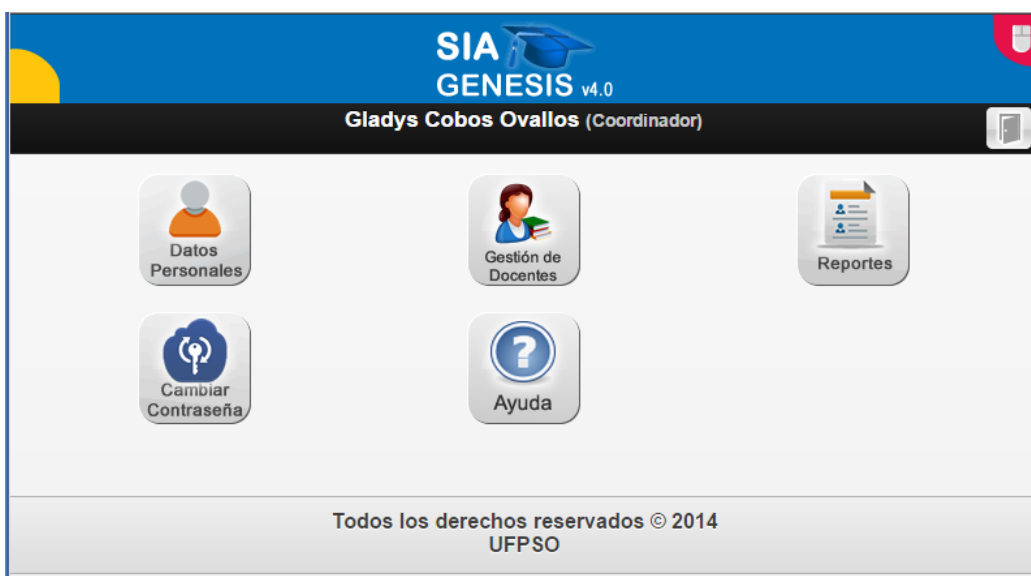 SIA
GENESIS v4.0
Gladys Cobos Ovallos (Coordinador)
Datos
Personales
Gestión de
Docentes
Reportes
Cambiar
Contraseña
?
Ayuda
Todos los derechos reservados © 2014
UFPSO